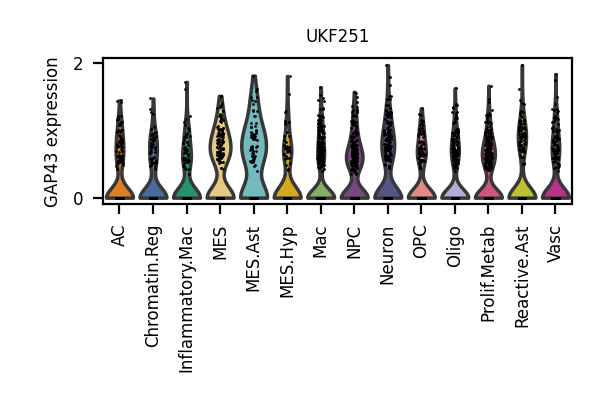 UKF251
GAP43 expression
2
0
AC
Chromatin.Reg
Inflammatory.Mac
MES
MES.Ast
MES.Hyp
Mac
NPC
Neuron
OPC
Oligo
Prolif.Metab
Reactive.Ast
Vasc